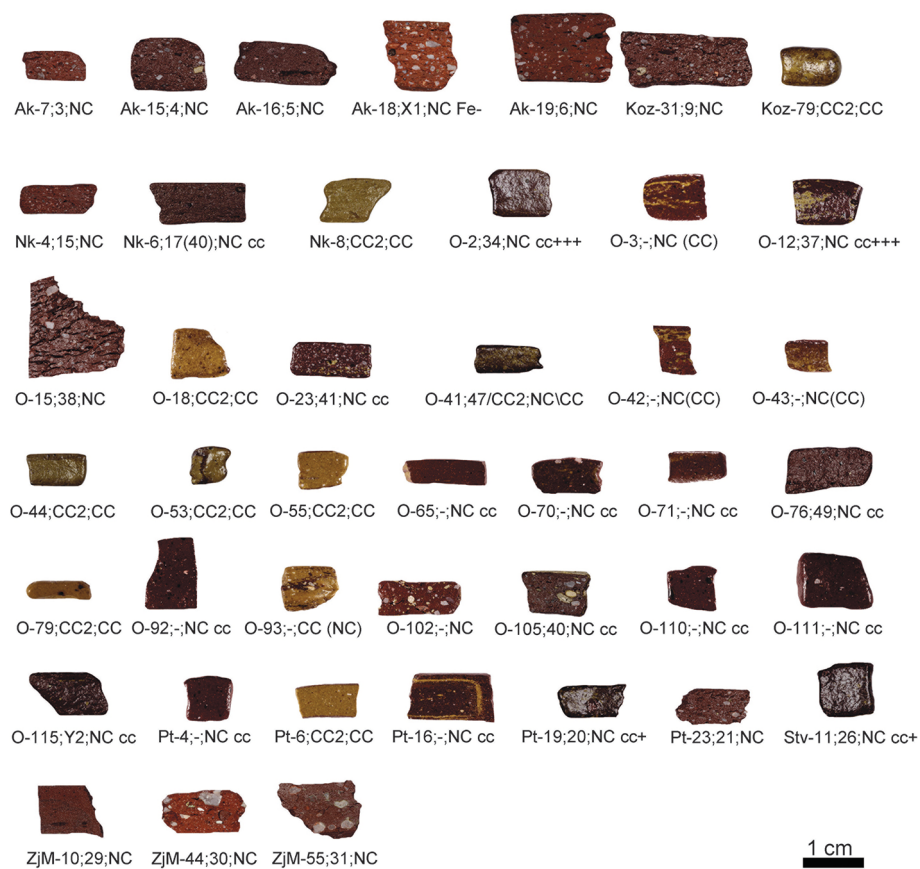 Ak-7;3;NC Ak-15;4;NC Ak-16;5;NC Ak-18;X1;NC Fe- Ak-19;6;NC Koz-31;9;NC Koz-79;CC2;CC
Nk-4;15;NC Nk-6;17(40);NC cc Nk-8;CC2;CC O-2;34;NC cc+++ O-3;-;NC (CC) O-12;37;NC cc+++
O-15;38;NC O-18;CC2;CC O-23;41;NC cc O-41;47/CC2;NC\CC O-42;-;NC(CC) O-43;-;NC(CC)
O-44;CC2;CC O-53;CC2;CC O-55;CC2;CC O-65;-;NC cc O-70;-;NC cc O-71;-;NC cc O-76;49;NC cc
O-79;CC2;CC O-92;-;NC cc O-93;-;CC (NC) O-102;-;NC O-105;40;NC cc O-110;-;NC cc O-111;-;NC cc
O-115;Y2;NC cc Pt-4;-;NC cc Pt-6;CC2;CC Pt-16;-;NC cc Pt-19;20;NC cc+ Pt-23;21;NC Stv-11;26;NC cc+
ZjM-10;29;NC ZjM-44;30;NC ZjM-55;31;NC
1 cm